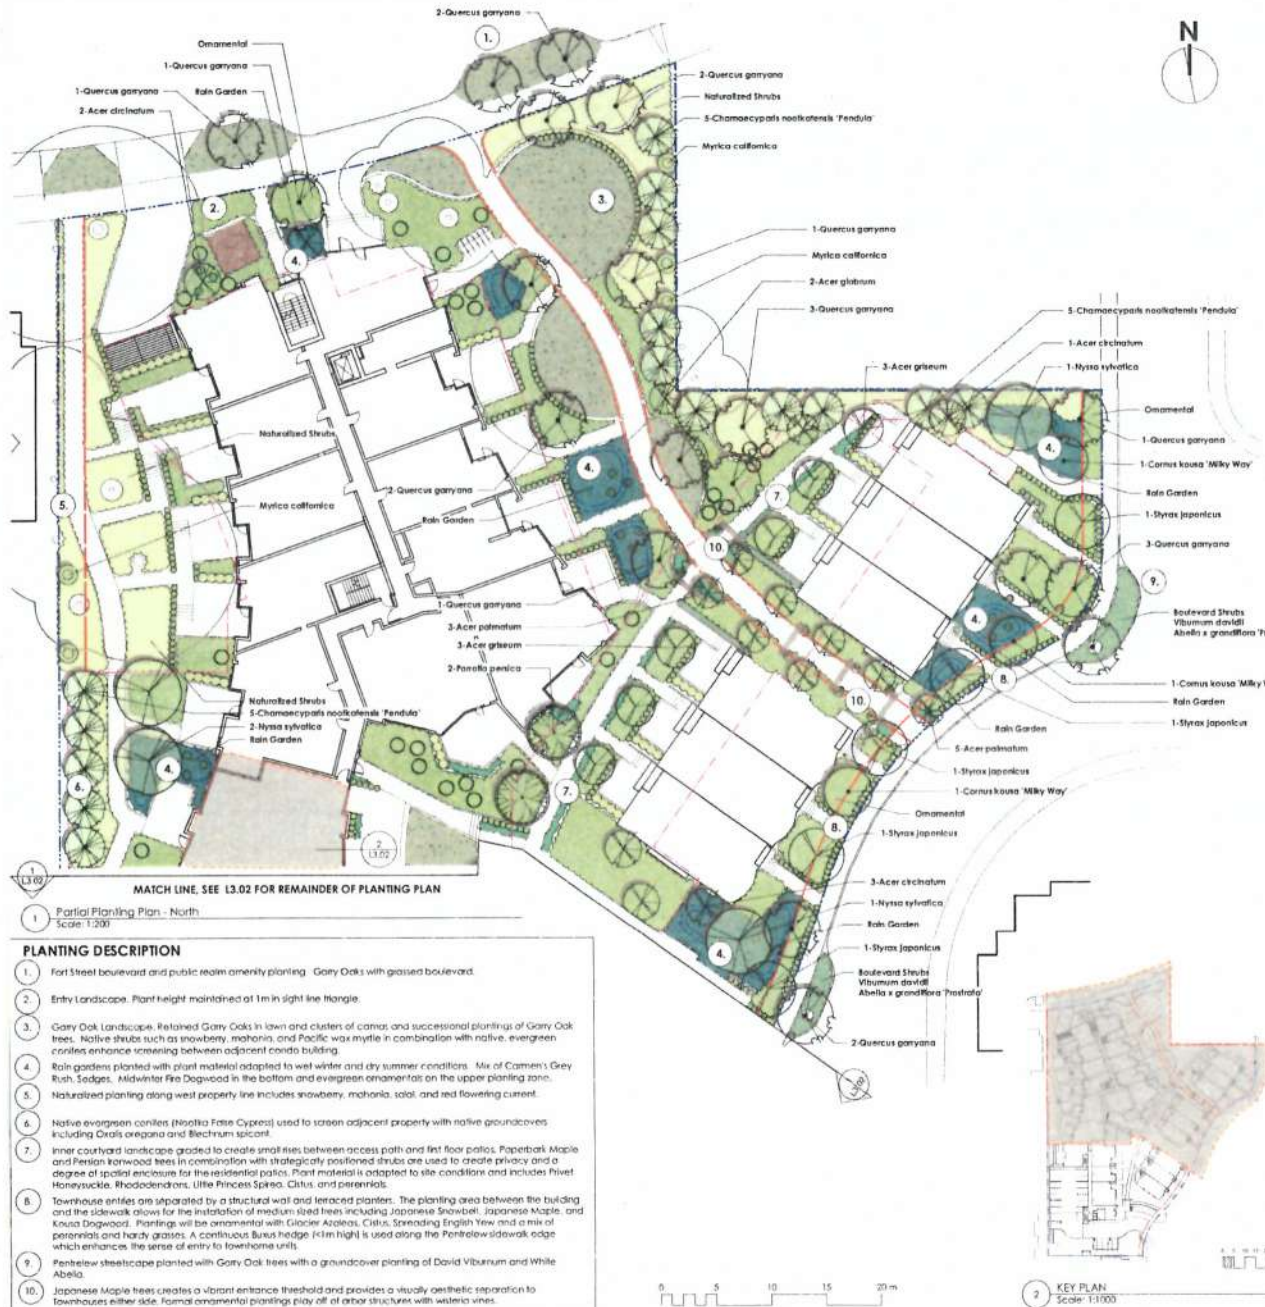 2-Quercus garryana
1.
N
Ornamental
1-Quercus garryana
1-Quercus garryana
Rain Garden
2-Acer circinatum
2-Quercus garryana
Naturalized Shrubs
5-Chamaecyparis nootkatensis 'Pendula'
Myrica californica
2.
3.
4.
1-Quercus garryana
Myrica californica
2-Acer glabrum
3-Quercus garryana
5-Chamaecyparis nootkatensis 'Pendula'
1-Acer circinatum
3-Acer griseum
1-Nyssa sylvatica
Ornamental
1-Quercus garryana
4.
1-Cornus kousa 'Milky Way'
Rain Garden
1-Styrax japonicus
3-Quercus garryana
Naturalized Shrubs
4.
2-Quercus garryana
7.
5.
Myrica californica
Rain Garden
10.
9.
1-Quercus garryana
3-Acer palmatum
3-Acer griseum
2-Parrotia persica
4.
Boulevard Shrubs
Viburnum davidii
Abelia x grandiflora 'Pr
8.
1-Cornus kousa 'Milky W
Rain Garden
1-Styrax japonicus
10.
Rain Garden
5-Acer palmatum
1-Styrax japonicus
1-Cornus kousa 'Milky Way'
Ornamental
8.
1-Styrax japonicus
Naturalized Shrubs
5-Chamaecyparis nootkatensis 'Pendula'
2-Nyssa sylvatica
Rain Garden
4.
6.
7.
2
L3.02
1
L3.02
MATCH LINE, SEE L3.02 FOR REMAINDER OF PLANTING PLAN
3-Acer circinatum
1-Nyssa sylvatica
Rain Garden
4.
1-Styrax japonicus
Boulevard Shrubs
Viburnum davidii
Abelia x grandiflora 'Prostrata'
2-Quercus garryana
L3.02
1 Partial Planting Plan - North
Scale: 1:200
PLANTING DESCRIPTION
1. Fort Street boulevard and public realm amenity planting. Garry Oaks with grassed boulevard.
2. Entry Landscape. Plant height maintained at 1m in sight line triangle.
3. Garry Oak Landscape. Retained Garry Oaks in lawn and clusters of camas and successional plantings of Garry Oak
trees. Native shrubs such as snowberry, mahonia, and Pacific wax myrtle in combination with native, evergreen
conifers enhance screening between adjacent condo building.
4. Rain gardens planted with plant material adapted to wet winter and dry summer conditions. Mix of Carmen's Grey
Rush, Sedges, Midwinter Fire Dogwood in the bottom and evergreen ornamentals on the upper planting zone.
5. Naturalized planting along west property line includes snowberry, mahonia, salal, and red flowering current.
6. Native evergreen conifers (Nootka False Cypress) used to screen adjacent property with native groundcovers
including Oxalis oregana and Blechnum spicant.
7. Inner courtyard landscape graded to create small rises between access path and first floor patios. Paperbark Maple
and Persian Ironwood trees in combination with strategically positioned shrubs are used to create privacy and a
degree of spatial enclosure for the residential patios. Plant material is adapted to site conditions and includes Privet
Honeysuckle, Rhododendrons, Little Princess Spirea, Cistus, and perennials.
8. Townhouse entries are separated by a structural wall and terraced planters. The planting area between the building
and the sidewalk allows for the installation of medium sized trees including Japanese Snowbell, Japanese Maple, and
Kousa Dogwood. Plantings will be ornamental with Glacier Azaleas, Cistus, Spreading English Yew and a mix of
perennials and hardy grasses. A continuous Buxus hedge (<1m high) is used along the Pentrelew sidewalk edge
which enhances the sense of entry to townhome units.
9. Pentrelew streetscape planted with Garry Oak trees with a groundcover planting of David Viburnum and White
Abelia.
10. Japanese Maple trees creates a vibrant entrance threshold and provides a visually aesthetic separation to
Townhouses either side. Formal ornamental plantings play off of arbor structures with wisteria vines.
0 5 10 15 20 m
2 KEY PLAN
Scale: 1:1000